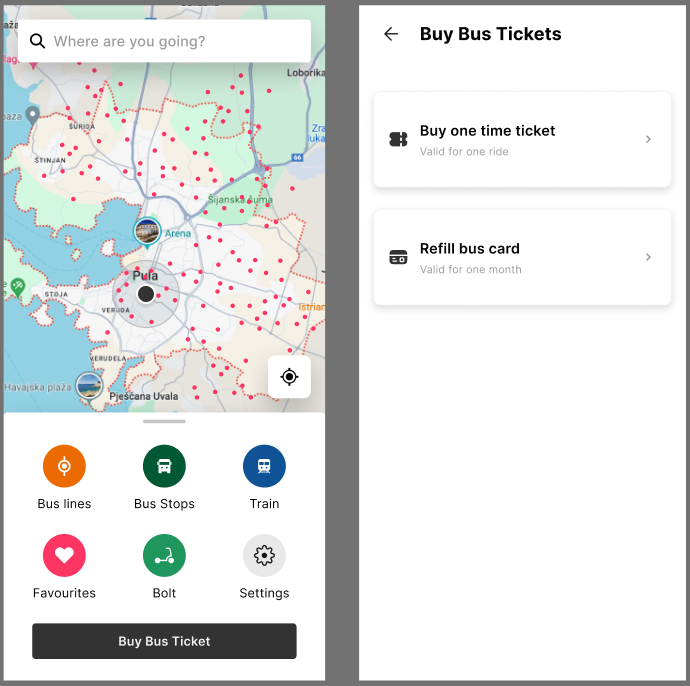 Where are you going?
Loborika
ŠURIDA
ŠTINJAN
66
Šijanska šuma
Arena
Pula
STOJA
VERUDA
VERUDELA
Havajska plaža
Pješčana Uvala
Bus lines
Bus Stops
Train
Favourites
Bolt
Settings
Buy Bus Ticket
Buy Bus Tickets
Buy one time ticket
Valid for one ride
Refill bus card
Valid for one month